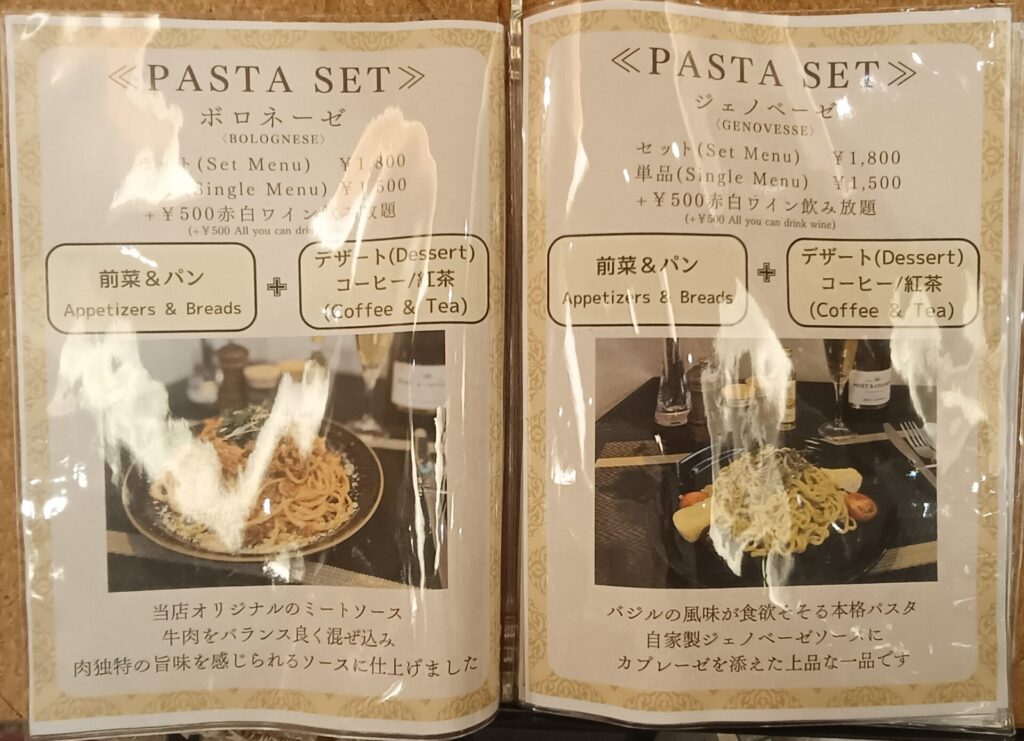 ≪PASTA SET≫
ボロネーゼ
〈BOLOGNESE〉
ット(Set Menu) ¥1,800
(Single Menu) ¥1,500
+¥500赤白ワイン飲み放題
(+¥500 All you can
前菜&パン
Appetizers & Breads
+
デザート(Dessert)
コーヒー/紅茶
(Coffee & Tea)
当店オリジナルのミートソース
牛肉をバランス良く混ぜ込み
肉独特の旨味を感じられるソースに仕上げました
≪PASTA SET≫
ジェノベーゼ
〈GENOVESSE〉
セット(Set Menu) ¥1,800
単品(Single Menu) ¥1,500
+¥500赤白ワイン飲み放題
(+¥500 All you can drink wine)
前菜&パン
Appetizers & Breads
+
デザート(Dessert)
コーヒー/紅茶
(Coffee & Tea)
MOËT & CHANDON
バジルの風味が食欲そそる本格パスタ
自家製ジェノベーゼソースに
カプレーゼを添えた上品な一品です